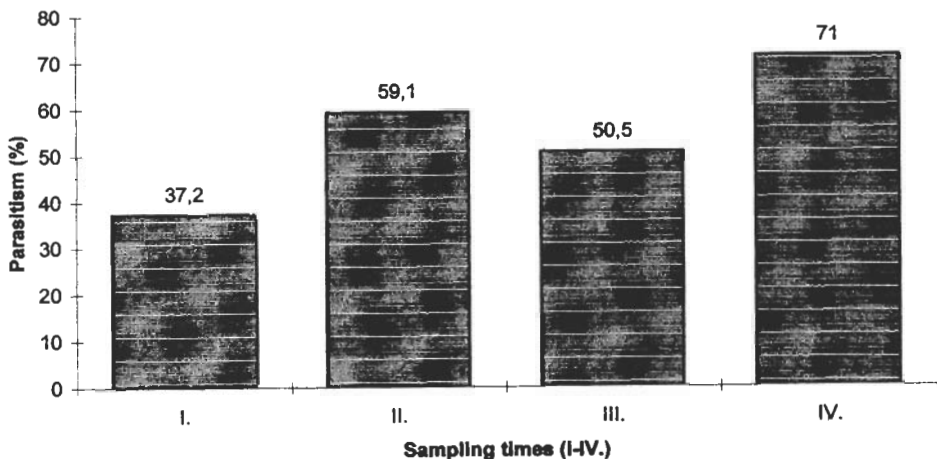 80
70
60
50
40
30
20
10
0
Parasitism (%)
37,2
59,1
50,5
71
I.
II.
III.
IV.
Sampling times (I-IV.)